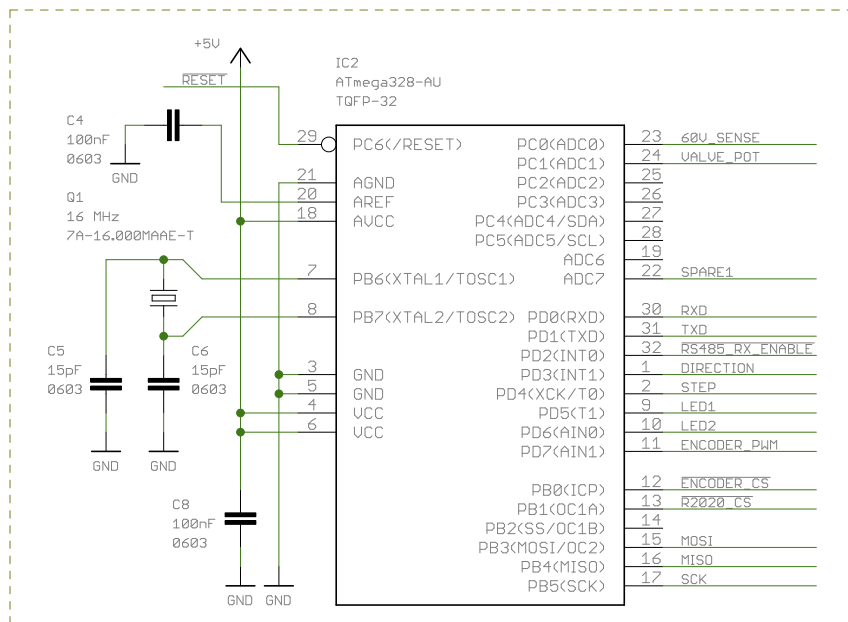 +5V
RESET
IC2
ATmega328-AU
TQFP-32
C4
100nF
0603
GND
Q1
16 MHz
7A-16.000MAAE-T
29 PC6(/RESET)
21 AGND
20 AREF
18 AVCC
7 PB6(XTAL1/TOSC1)
8 PB7(XTAL2/TOSC2)
3 GND
5 GND
4 VCC
6 VCC
PC0(ADC0) 23 60V_SENSE
PC1(ADC1) 24 VALVE_POT
PC2(ADC2) 25
PC3(ADC3) 26
PC4(ADC4/SDA) 27
PC5(ADC5/SCL) 28
ADC6 19
ADC7 22 SPARE1
PD0(RXD) 30 RXD
PD1(TXD) 31 TXD
PD2(INT0) 32 RS485_RX_ENABLE
PD3(INT1) 1 DIRECTION
PD4(XCK/T0) 2 STEP
PD5(T1) 9 LED1
PD6(AIN0) 10 LED2
PD7(AIN1) 11 ENCODER_PWM
PB0(ICP) 12 ENCODER_CS
PB1(OC1A) 13 R2020_CS
PB2(SS/OC1B) 14
PB3(MOSI/OC2) 15 MOSI
PB4(MISO) 16 MISO
PB5(SCK) 17 SCK
C5
15pF
0603
C6
15pF
0603
GND
GND
C8
100nF
0603
GND
GND